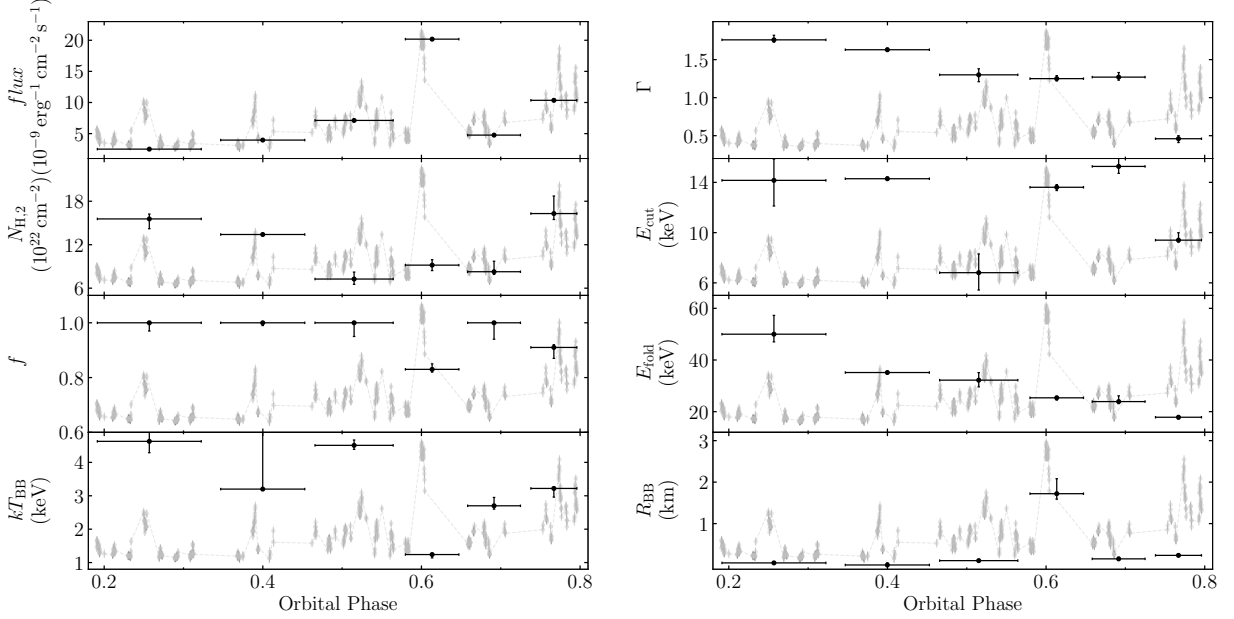 flux
(10⁻⁹ erg⁻¹ cm⁻² s⁻¹)
20
15
10
5
N_H,2
(10²² cm⁻²)
18
12
6
f
1.0
0.8
0.6
kT_BB
(keV)
4
3
2
1
0.2
0.4
0.6
0.8
Orbital Phase
Γ
1.5
1.0
0.5
E_cut
(keV)
14
10
6
E_fold
(keV)
60
40
20
R_BB
(km)
3
2
1
0.2
0.4
0.6
0.8
Orbital Phase